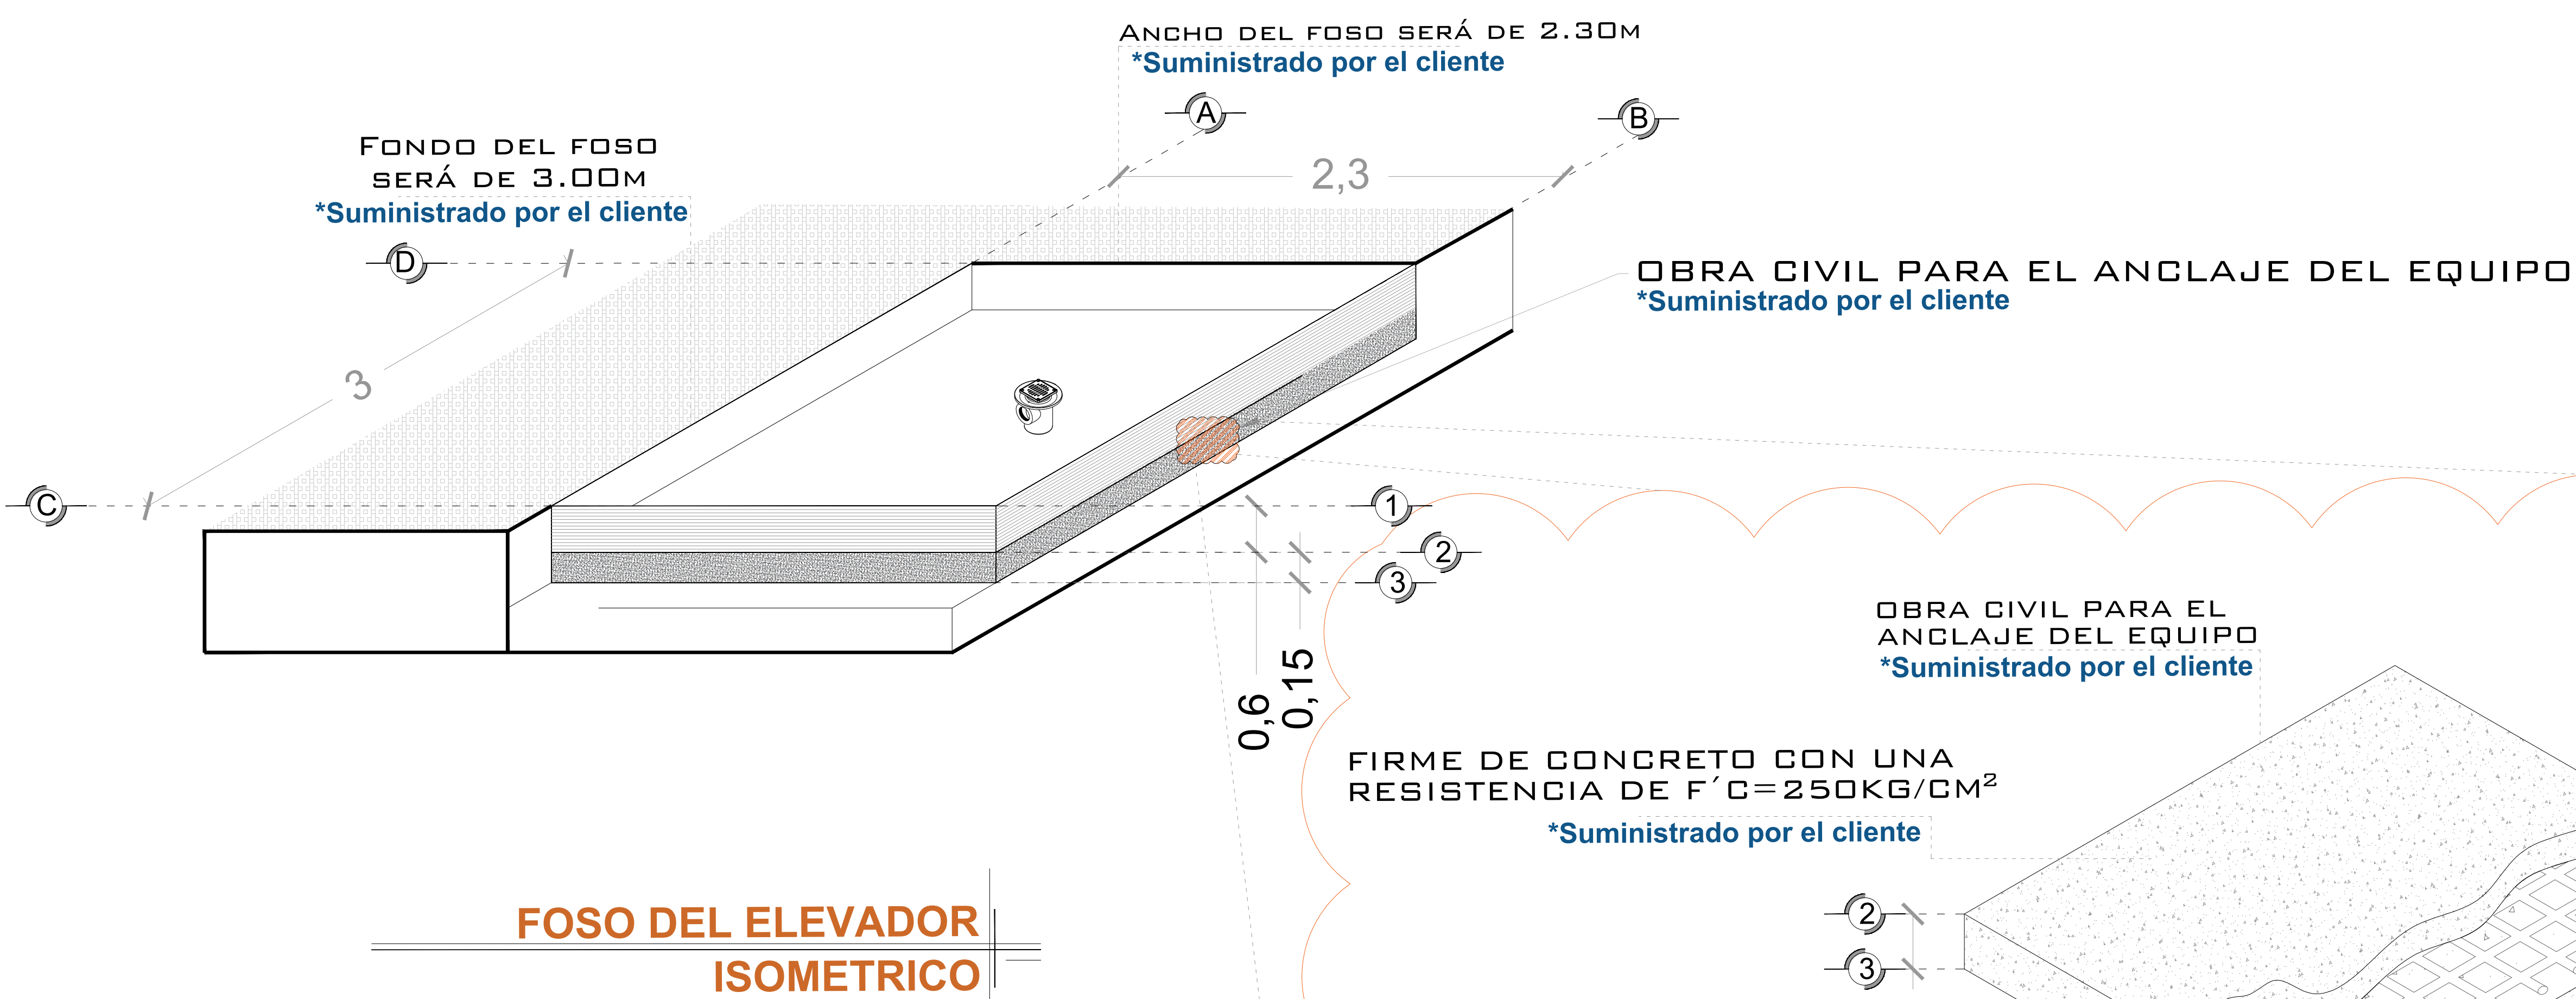 ANCHO DEL FOSO SERÁ DE 2.30M
*Suministrado por el cliente
A
B
2,3
FONDO DEL FOSO
SERÁ DE 3.00M
*Suministrado por el cliente
D
3
OBRA CIVIL PARA EL ANCLAJE DEL EQUIPO
*Suministrado por el cliente
C
1
2
3
0,6
0,15
OBRA CIVIL PARA EL
ANCLAJE DEL EQUIPO
*Suministrado por el cliente
FIRME DE CONCRETO CON UNA
RESISTENCIA DE F´C=250KG/CM²
*Suministrado por el cliente
2
3
FOSO DEL ELEVADOR
ISOMETRICO